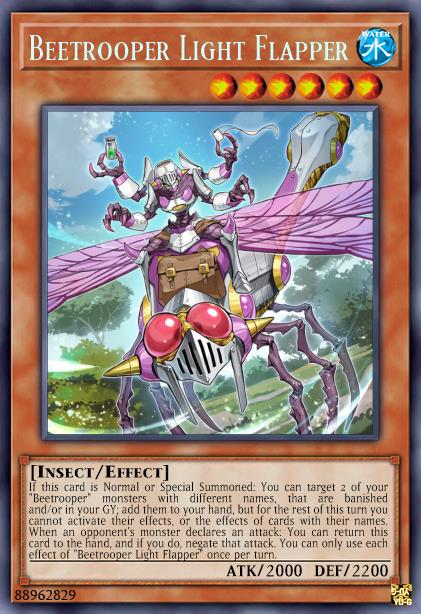 Beetrooper Light Flapper
WATER
水
[Insect/Effect]
If this card is Normal or Special Summoned: You can target 2 of your
"Beetrooper" monsters with different names, that are banished
and/or in your GY; add them to your hand, but for the rest of this turn you
cannot activate their effects, or the effects of cards with their names.
When an opponent's monster declares an attack: You can return this
card to the hand, and if you do, negate that attack. You can only use each
effect of "Beetrooper Light Flapper" once per turn.
ATK/2000 DEF/2200
88962829